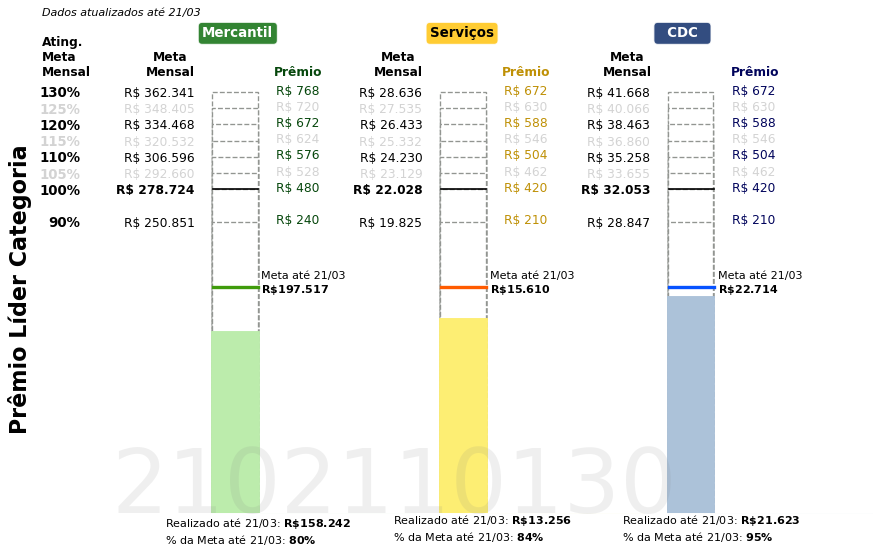 Dados atualizados até 21/03
Mercantil Serviços CDC
Ating. Meta Mensal
Meta Mensal Prêmio Meta Mensal Prêmio Meta Mensal Prêmio
130% R$ 362.341 R$ 768 R$ 28.636 R$ 672 R$ 41.668 R$ 672
125% R$ 348.405 R$ 720 R$ 27.535 R$ 630 R$ 40.066 R$ 630
120% R$ 334.468 R$ 672 R$ 26.433 R$ 588 R$ 38.463 R$ 588
115% R$ 320.532 R$ 624 R$ 25.332 R$ 546 R$ 36.860 R$ 546
110% R$ 306.596 R$ 576 R$ 24.230 R$ 504 R$ 35.258 R$ 504
105% R$ 292.660 R$ 528 R$ 23.129 R$ 462 R$ 33.655 R$ 462
100% R$ 278.724 R$ 480 R$ 22.028 R$ 420 R$ 32.053 R$ 420
90% R$ 250.851 R$ 240 R$ 19.825 R$ 210 R$ 28.847 R$ 210
Prêmio Líder Categoria
Meta até 21/03 Meta até 21/03 Meta até 21/03
R$197.517 R$15.610 R$22.714
2102110130
Realizado até 21/03: R$158.242 Realizado até 21/03: R$13.256 Realizado até 21/03: R$21.623
% da Meta até 21/03: 80% % da Meta até 21/03: 84% % da Meta até 21/03: 95%